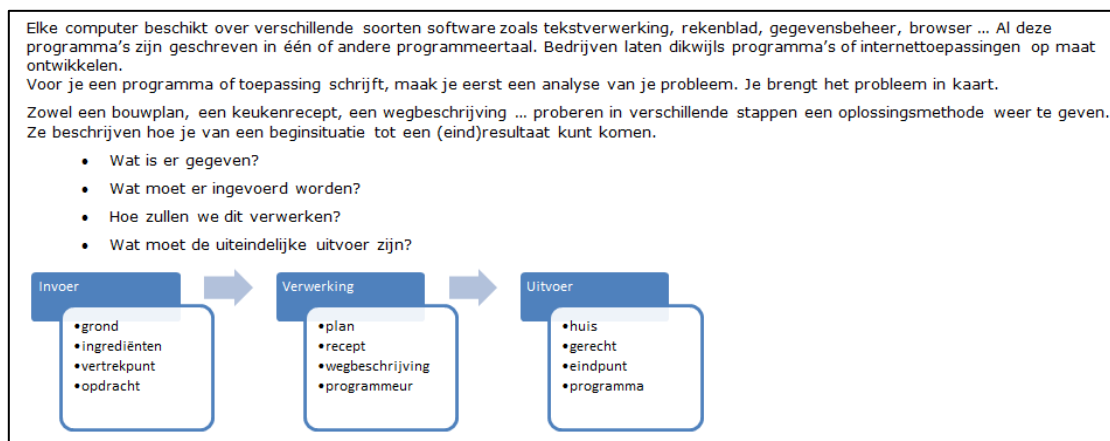 Elke computer beschikt over verschillende soorten software zoals tekstverwerking, rekenblad, gegevensbeheer, browser ... Al deze
programma's zijn geschreven in één of andere programmeertaal. Bedrijven laten dikwijls programma's of internettoepassingen op maat
ontwikkelen.
Voor je een programma of toepassing schrijft, maak je eerst een analyse van je probleem. Je brengt het probleem in kaart.
Zowel een bouwplan, een keukenrecept, een wegbeschrijving ... proberen in verschillende stappen een oplossingsmethode weer te geven.
Ze beschrijven hoe je van een beginsituatie tot een (eind)resultaat kunt komen.
• Wat is er gegeven?
• Wat moet er ingevoerd worden?
• Hoe zullen we dit verwerken?
• Wat moet de uiteindelijke uitvoer zijn?
Invoer
•grond
•ingrediënten
•vertrekpunt
•opdracht
Verwerking
•plan
•recept
•wegbeschrijving
•programmeur
Uitvoer
•huis
•gerecht
•eindpunt
•programma